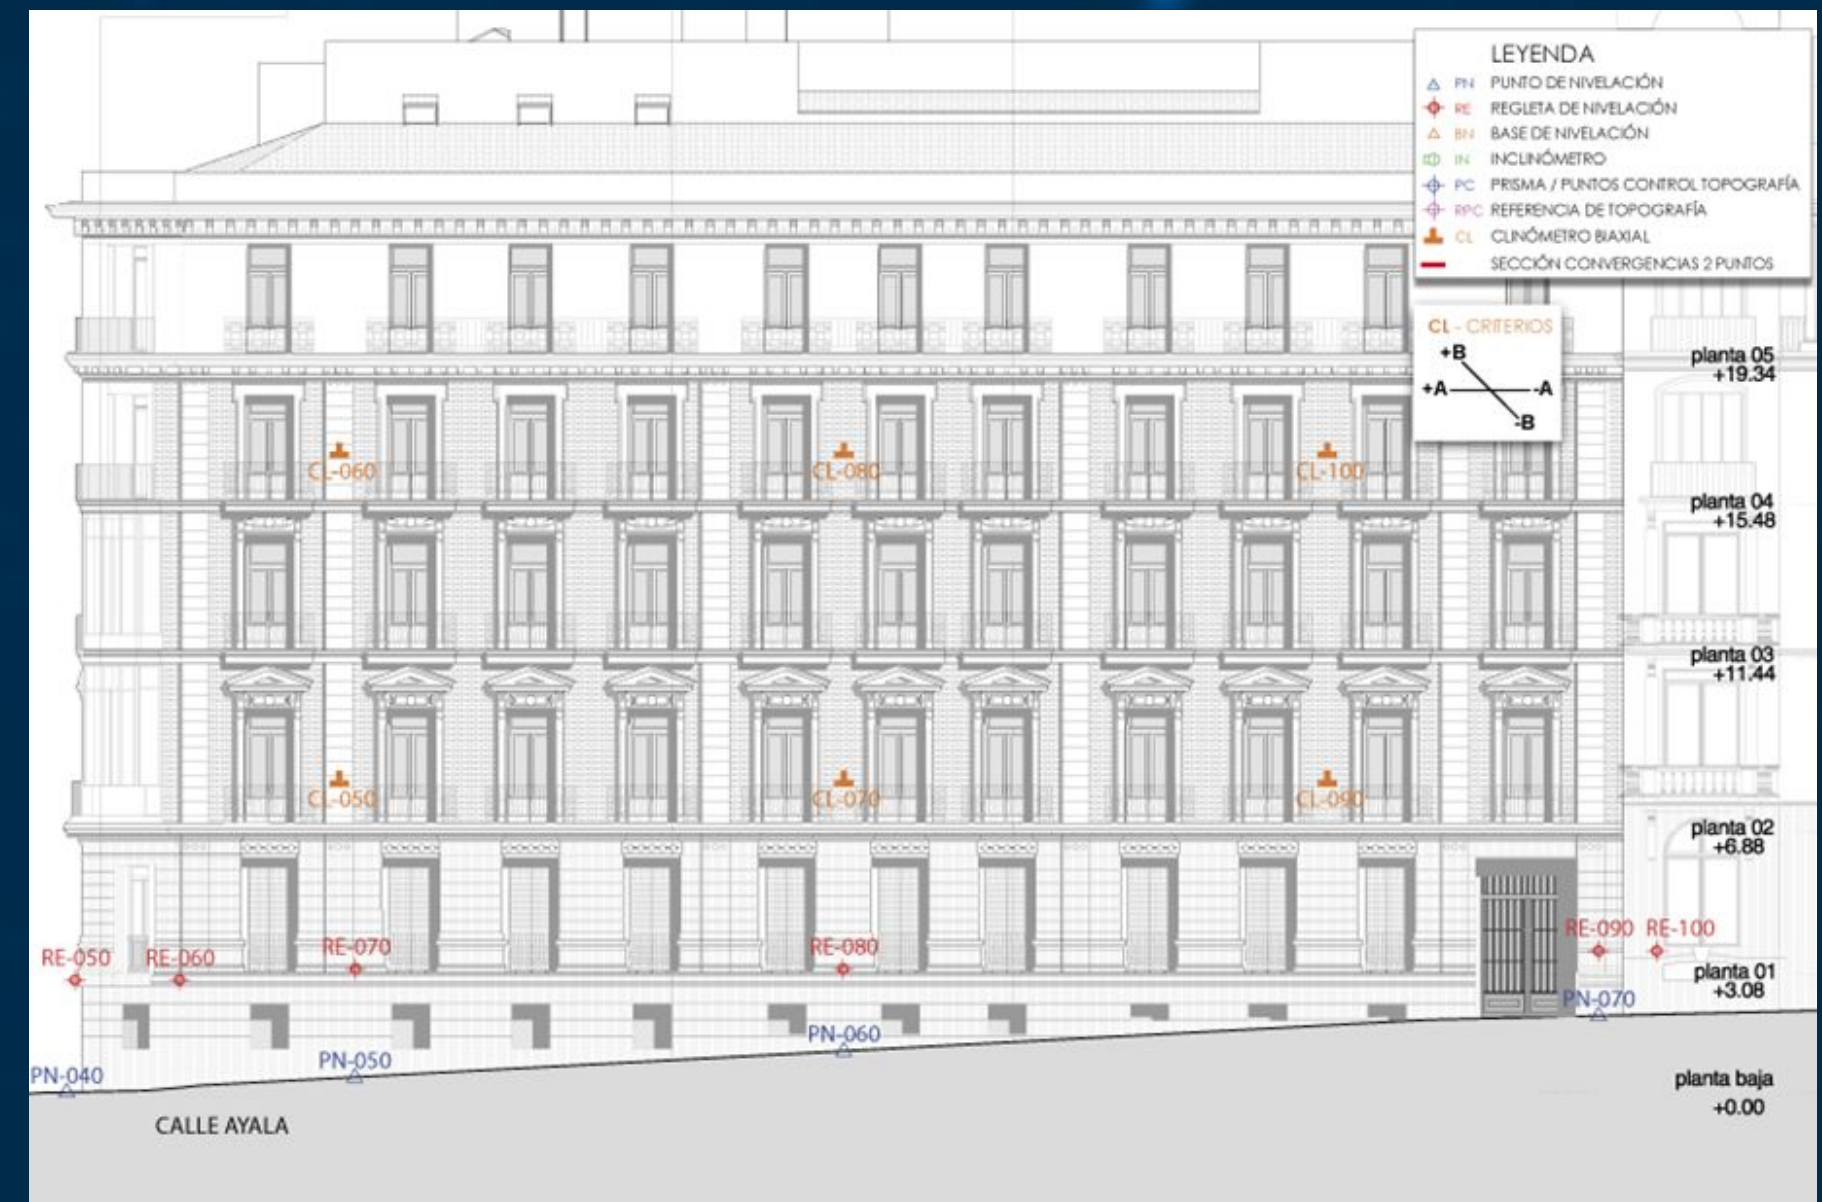 LEYENDA
PN PUNTO DE NIVELACIÓN
RE REGLETA DE NIVELACIÓN
BN BASE DE NIVELACIÓN
IN INCLINÓMETRO
PC PRISMA / PUNTOS CONTROL TOPOGRAFÍA
RPC REFERENCIA DE TOPOGRAFÍA
CL CLINÓMETRO BIAXIAL
SECCIÓN CONVERGENCIAS 2 PUNTOS
CL - CRITERIOS
+B
+A -A
-B
planta 05
+19.34
CL-060 CL-080 CL-100
planta 04
+15.48
planta 03
+11.44
CL-050 CL-070 CL-090
planta 02
+6.88
RE-050 RE-060 RE-070 RE-080 RE-090 RE-100
planta 01
+3.08
PN-040 PN-050 PN-060 PN-070
planta baja
+0.00
CALLE AYALA